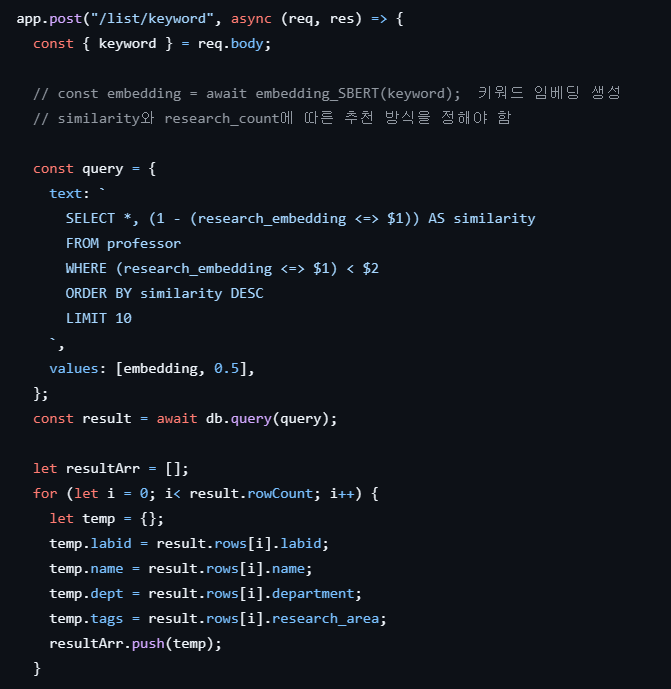 app.post("/list/keyword", async (req, res) => {
  const { keyword } = req.body;

  // const embedding = await embedding_SBERT(keyword);  키워드 임베딩 생성
  // similarity와 research_count에 따른 추천 방식을 정해야 함

  const query = {
    text: `
      SELECT *, (1 - (research_embedding <=> $1)) AS similarity
      FROM professor
      WHERE (research_embedding <=> $1) < $2
      ORDER BY similarity DESC
      LIMIT 10
    `,
    values: [embedding, 0.5],
  };
  const result = await db.query(query);

  let resultArr = [];
  for (let i = 0; i< result.rowCount; i++) {
    let temp = {};
    temp.labid = result.rows[i].labid;
    temp.name = result.rows[i].name;
    temp.dept = result.rows[i].department;
    temp.tags = result.rows[i].research_area;
    resultArr.push(temp);
  }